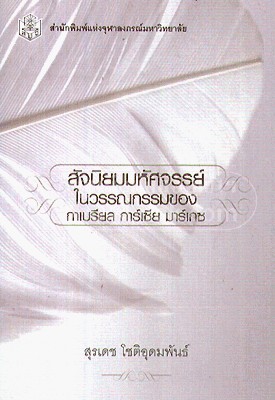 สำนักพิมพ์แห่งจุฬาลงกรณ์มหาวิทยาลัย
สัจนิยมมหัศจรรย์
ในวรรณกรรมของ
กาเบรียล การ์เซีย มาร์เกซ
สุรเดช โชติอุดมพันธ์